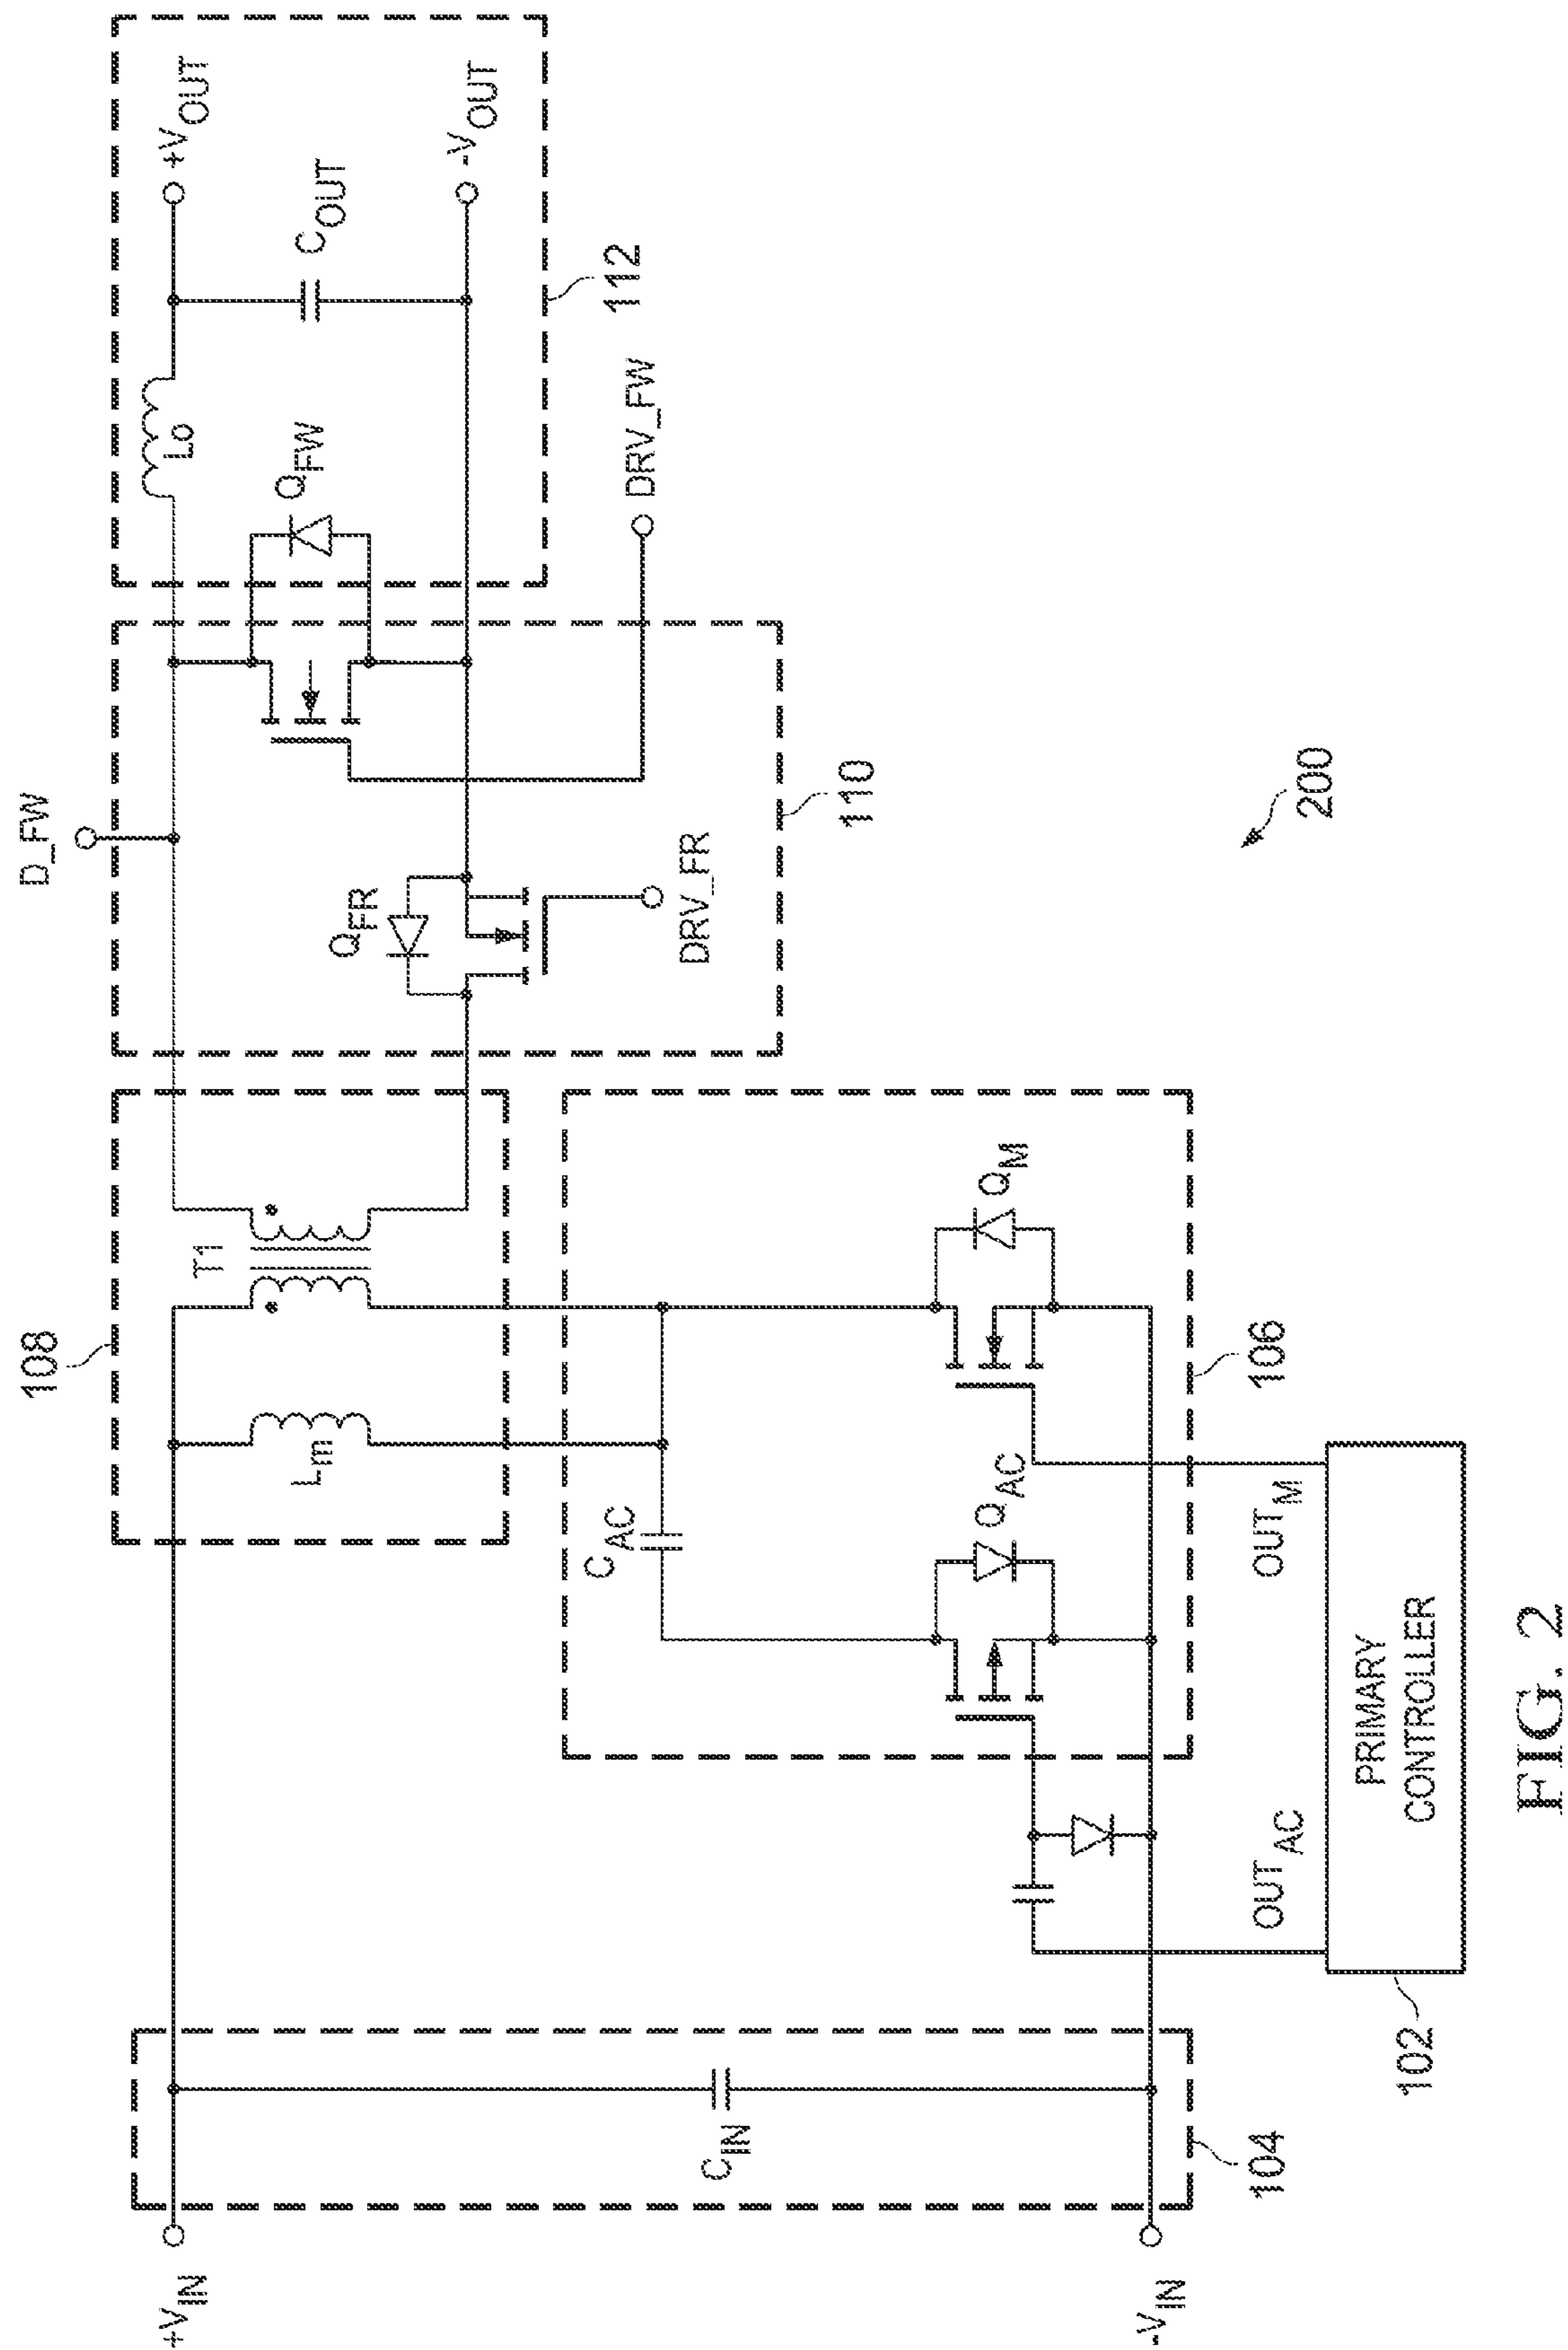 D_FW
+VOUT
-VOUT
COUT
112
Lo
QFW
DRV_FW
110
QFR
DRV_FR
200
108
T1
Lm
CAC
QM
QAC
106
OUTM
OUTAC
PRIMARY
CONTROLLER
102
CIN
104
+VIN
-VIN
FIG. 2